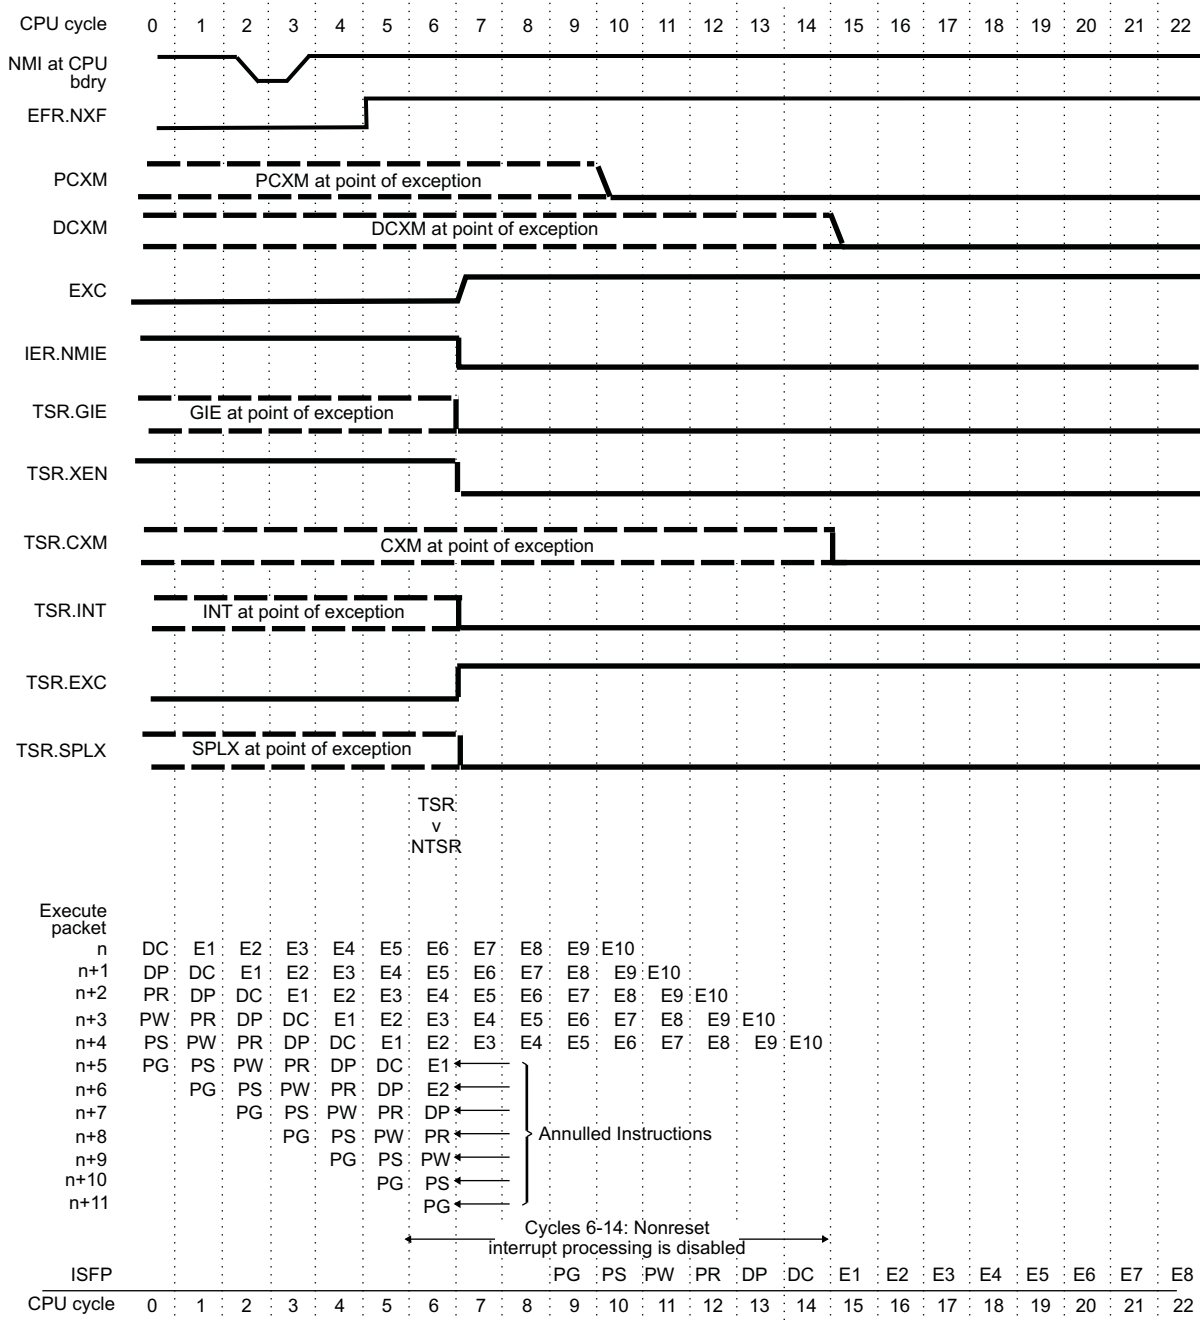 CPU cycle 0 1 2 3 4 5 6 7 8 9 10 11 12 13 14 15 16 17 18 19 20 21 22
NMI at CPU
bdry
EFR.NXF
PCXM PCXM at point of exception
DCXM DCXM at point of exception
EXC
IER.NMIE
TSR.GIE GIE at point of exception
TSR.XEN
TSR.CXM CXM at point of exception
TSR.INT INT at point of exception
TSR.EXC
TSR.SPLX SPLX at point of exception
TSR
v
NTSR
Execute
packet
n DC E1 E2 E3 E4 E5 E6 E7 E8 E9 E10
n+1 DP DC E1 E2 E3 E4 E5 E6 E7 E8 E9 E10
n+2 PR DP DC E1 E2 E3 E4 E5 E6 E7 E8 E9 E10
n+3 PW PR DP DC E1 E2 E3 E4 E5 E6 E7 E8 E9 E10
n+4 PS PW PR DP DC E1 E2 E3 E4 E5 E6 E7 E8 E9 E10
n+5 PG PS PW PR DP DC E1
n+6 PG PS PW PR DP E2
n+7 PG PS PW PR DP
n+8 PG PS PW PR Annulled Instructions
n+9 PG PS PW
n+10 PG PS
n+11 PG
Cycles 6-14: Nonreset
interrupt processing is disabled
ISFP PG PS PW PR DP DC E1 E2 E3 E4 E5 E6 E7 E8
CPU cycle 0 1 2 3 4 5 6 7 8 9 10 11 12 13 14 15 16 17 18 19 20 21 22